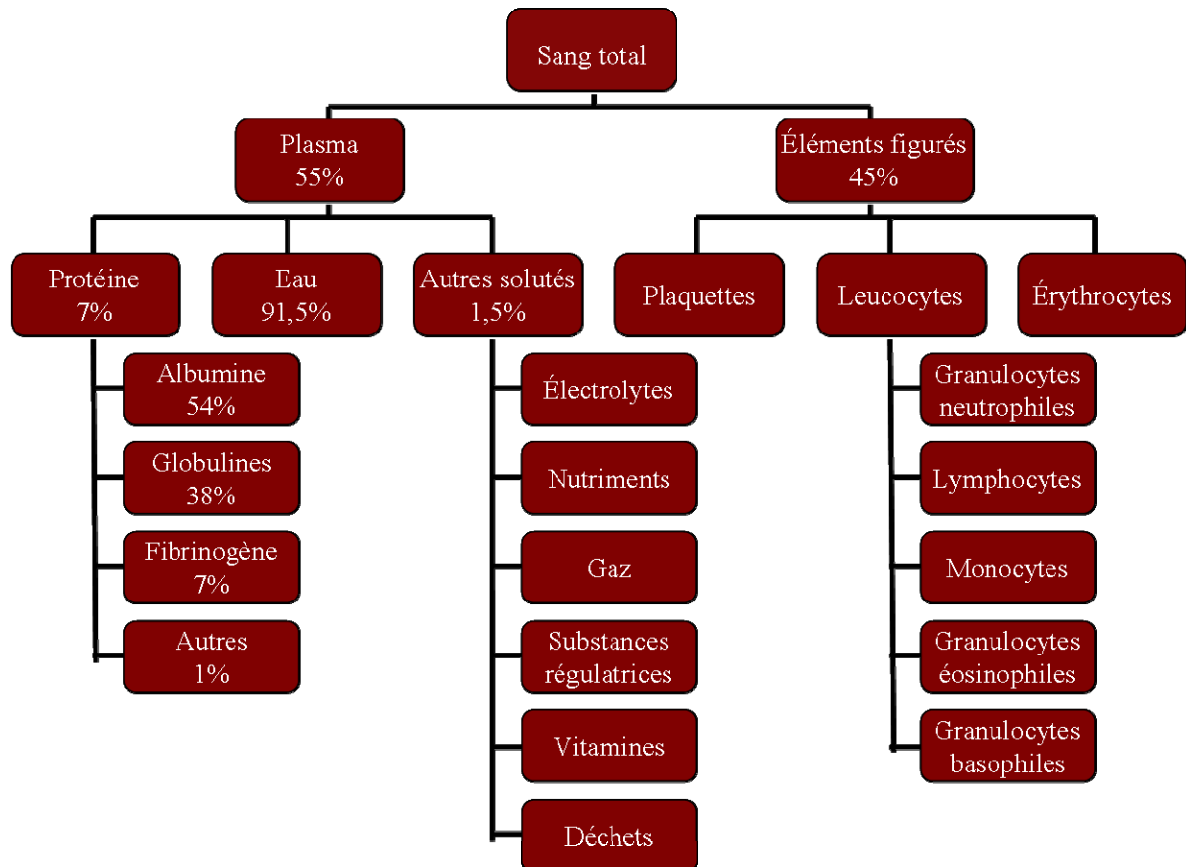 Sang total
Plasma
55%
Éléments figurés
45%
Protéine
7%
Eau
91,5%
Autres solutés
1,5%
Plaquettes
Leucocytes
Érythrocytes
Albumine
54%
Globulines
38%
Fibrinogène
7%
Autres
1%
Électrolytes
Nutriments
Gaz
Substances
régulatrices
Vitamines
Déchets
Granulocytes
neutrophiles
Lymphocytes
Monocytes
Granulocytes
éosinophiles
Granulocytes
basophiles